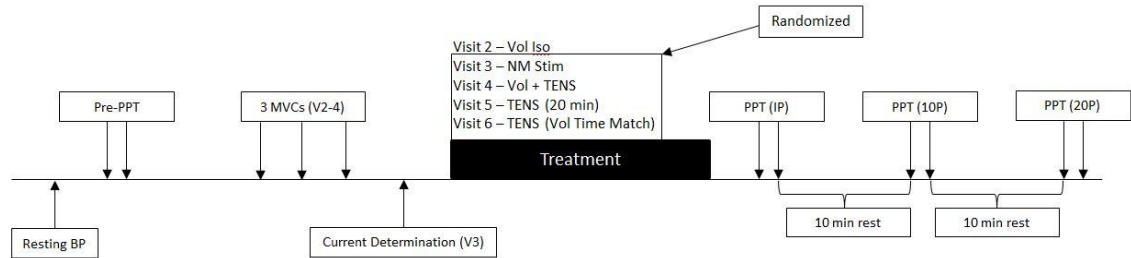 Randomized
Visit 2 – Vol Iso
Visit 3 – NM Stim
Visit 4 – Vol + TENS
Visit 5 – TENS (20 min)
Visit 6 – TENS (Vol Time Match)
Pre-PPT
3 MVCs (V2-4)
PPT (IP)
PPT (10P)
PPT (20P)
Treatment
Resting BP
Current Determination (V3)
10 min rest
10 min rest